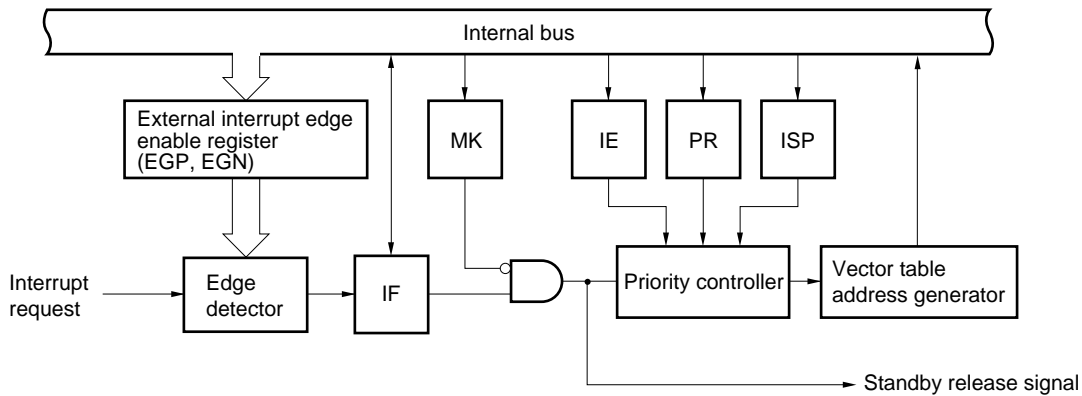 Internal bus
External interrupt edge
enable register
(EGP, EGN)
MK
IE
PR
ISP
Interrupt
request
Edge
detector
IF
Priority controller
Vector table
address generator
Standby release signal